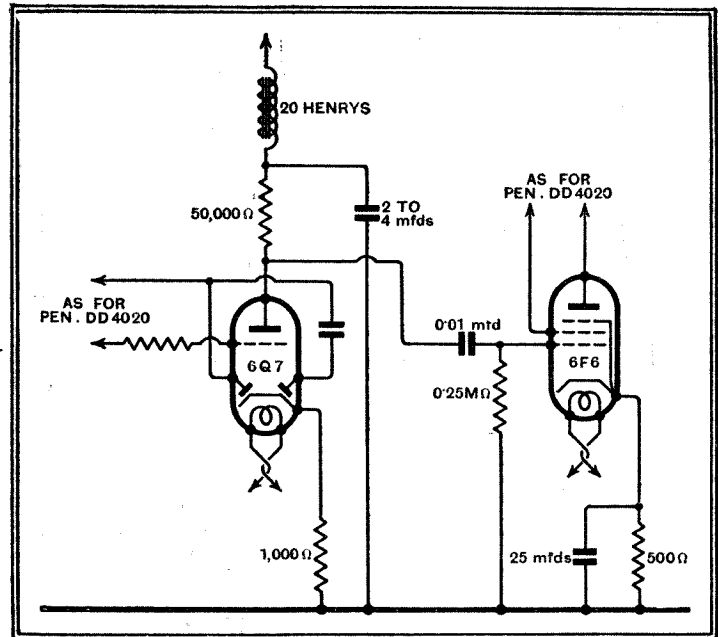 20 HENRYS
50,000 Ω
2 TO
4 mfds
AS FOR
PEN. DD4020
AS FOR
PEN. DD4020
0·01 mfd
6Q7
6F6
0·25MΩ
1,000 Ω
25 mfds
500 Ω